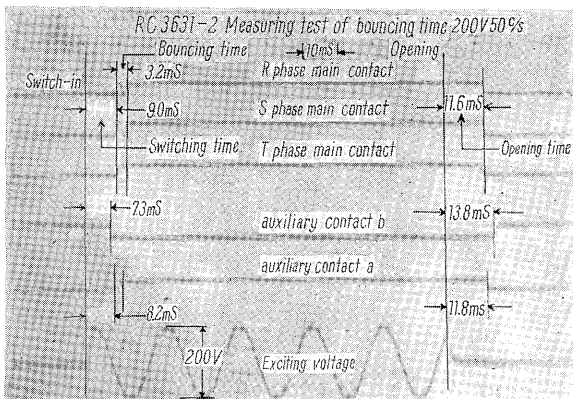 RC 3631-2 Measuring test of bouncing time 200V 50 c/s
Bouncing time
10mS
Opening
3.2mS
R phase main contact
Switch-in
9.0mS
S phase main contact
11.6mS
Switching time
T phase main contact
Opening time
7.3mS
13.8mS
auxiliary contact b
auxiliary contact a
8.2mS
11.8mS
200V
Exciting voltage